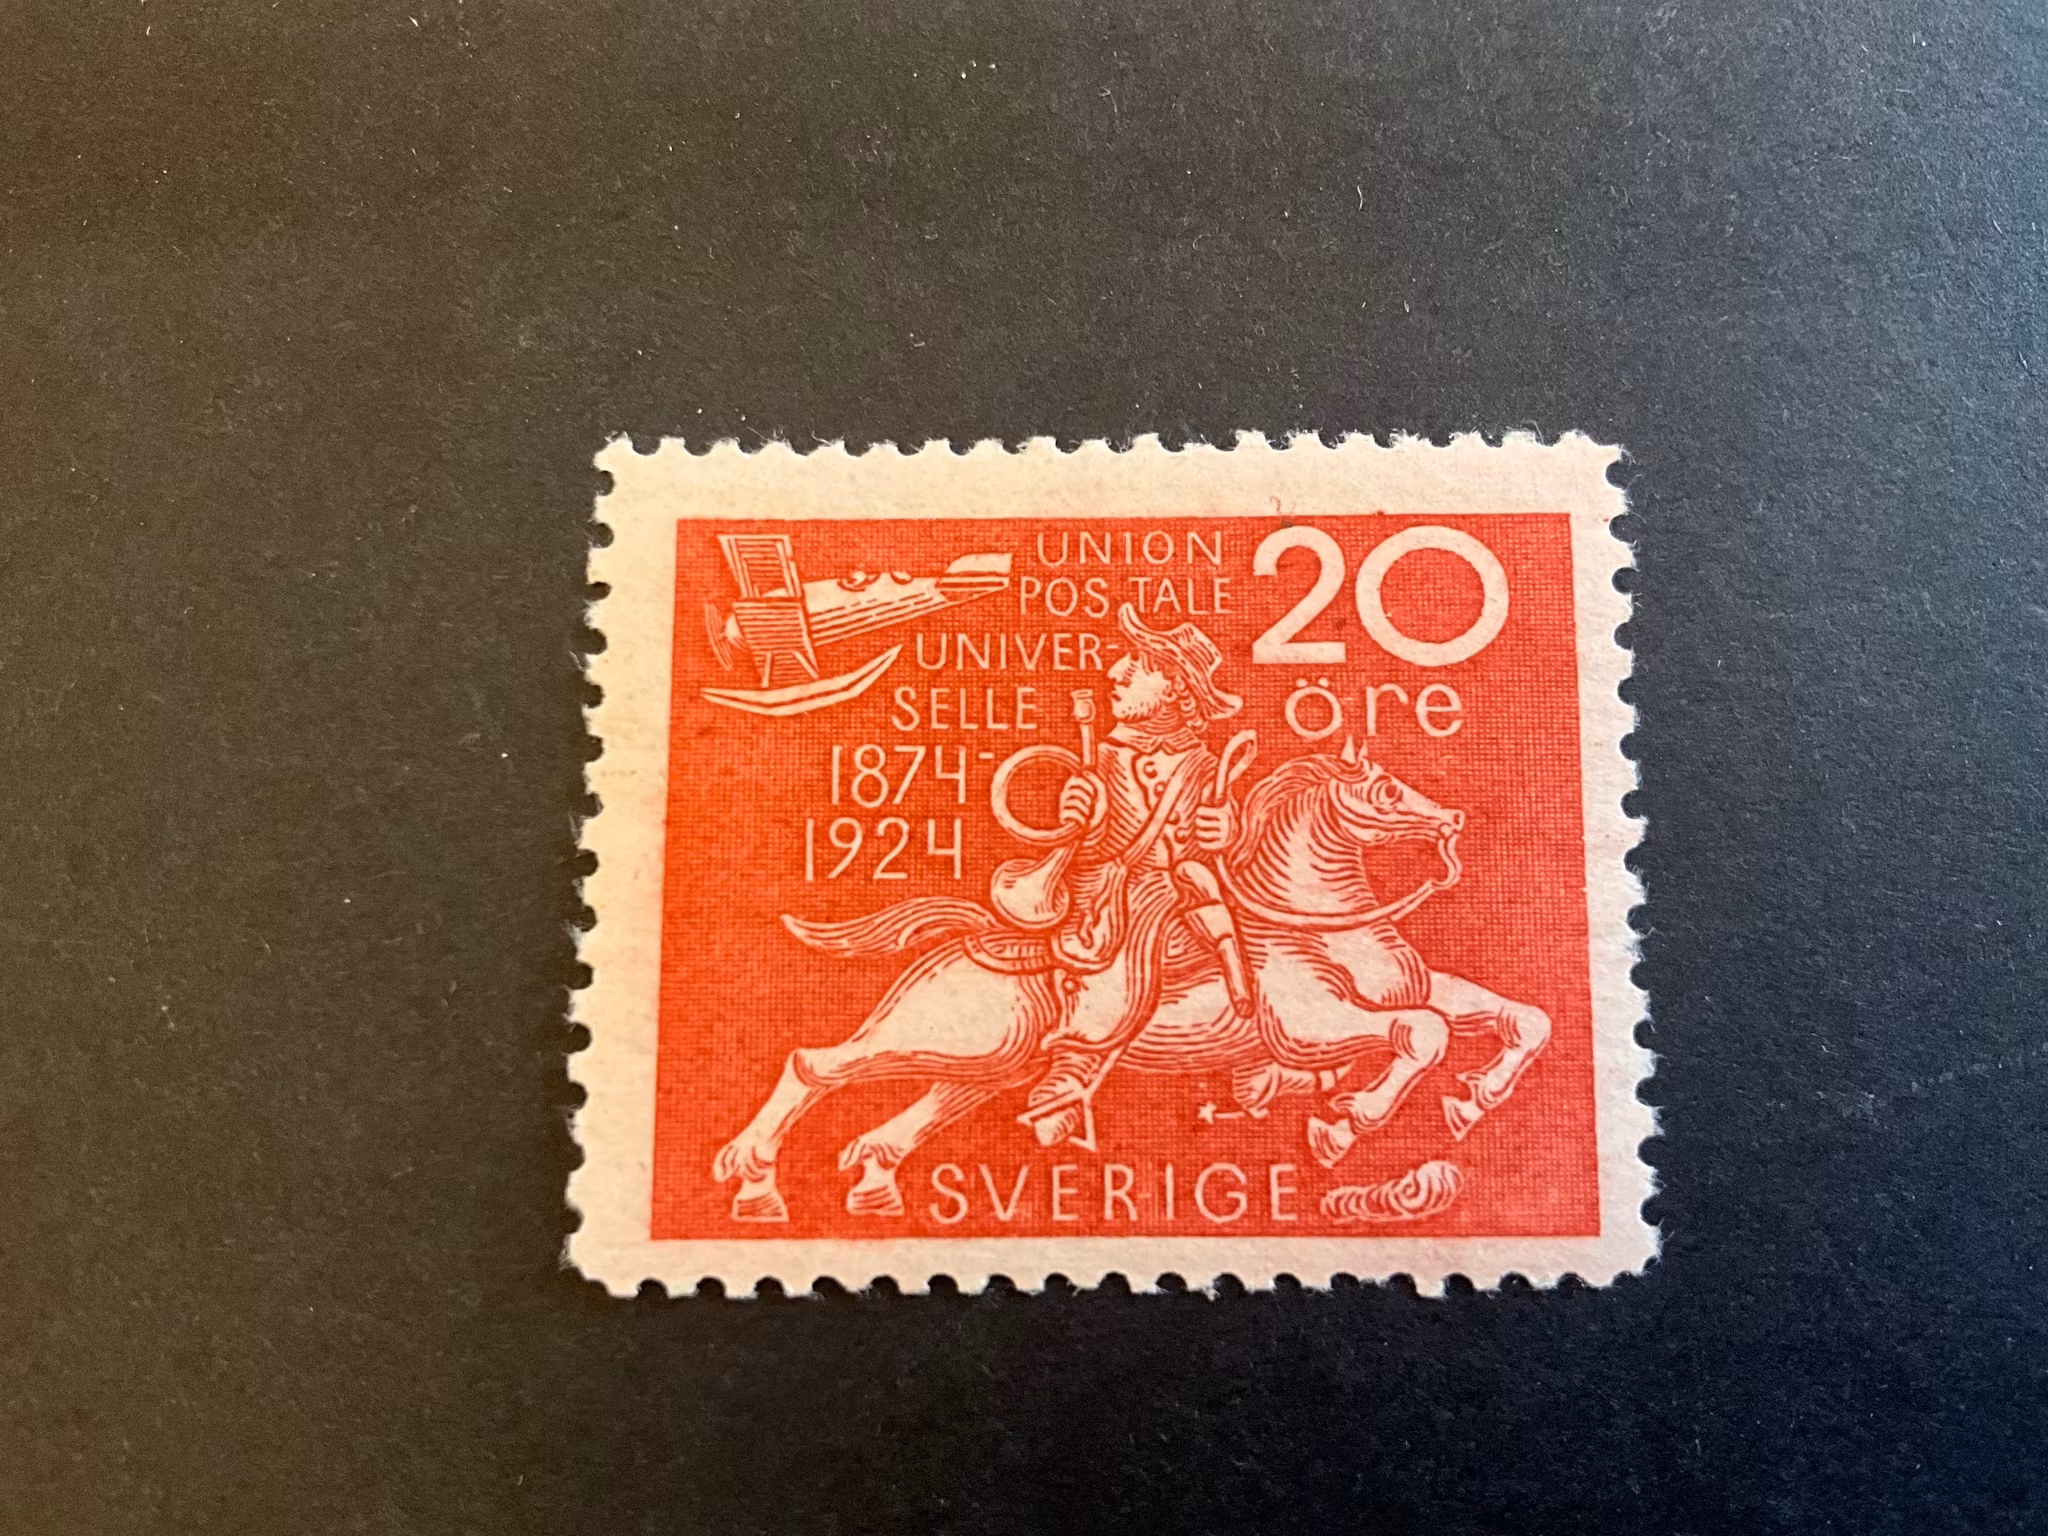 UNION
POSTALE
UNIVER-
SELLE
1874-
1924
20
öre
SVERIGE